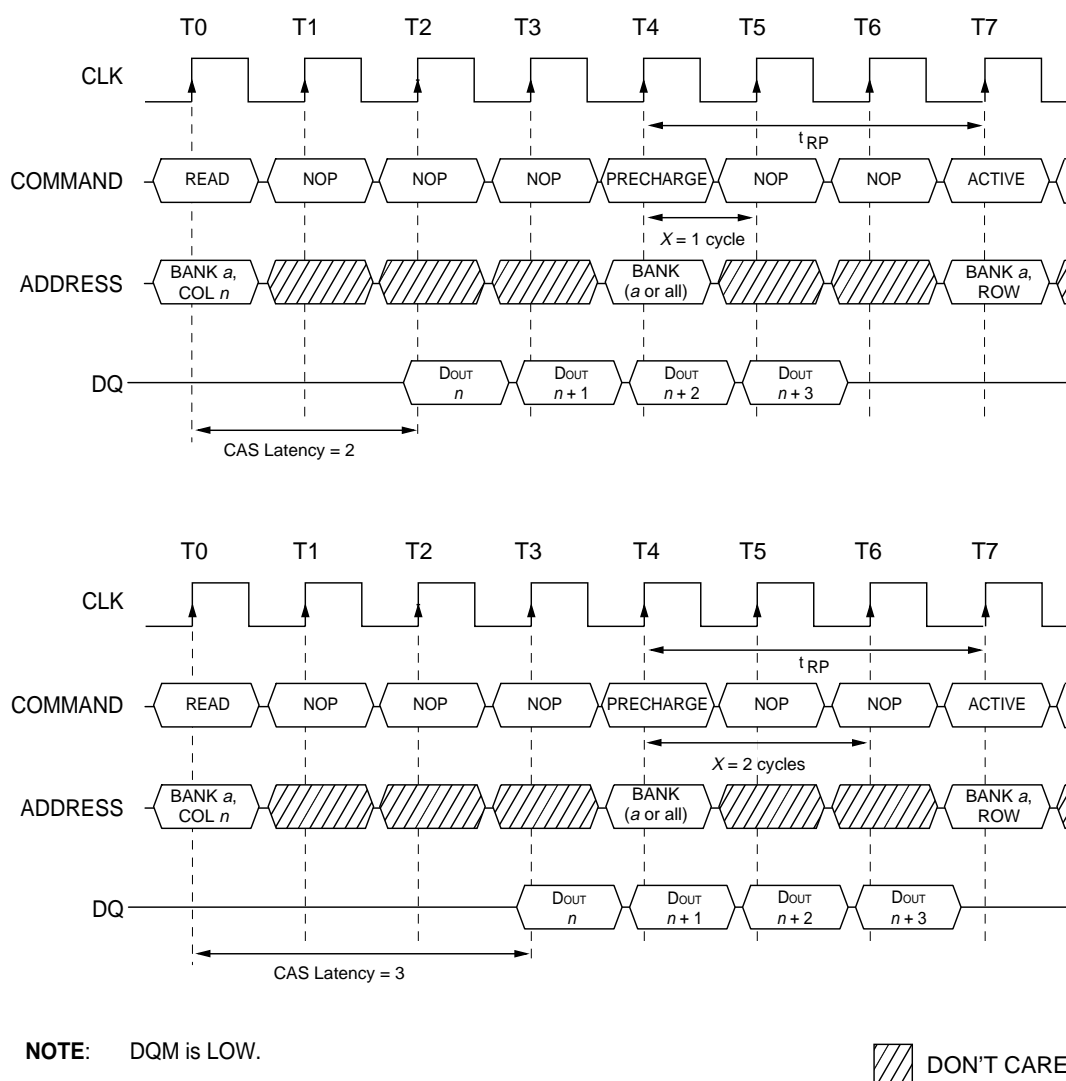 T0 T1 T2 T3 T4 T5 T6 T7
CLK
t RP
COMMAND READ NOP NOP NOP PRECHARGE NOP NOP ACTIVE
X = 1 cycle
ADDRESS BANK a, COL n BANK (a or all) BANK a, ROW
DQ DOUT n DOUT n + 1 DOUT n + 2 DOUT n + 3
CAS Latency = 2
T0 T1 T2 T3 T4 T5 T6 T7
CLK
t RP
COMMAND READ NOP NOP NOP PRECHARGE NOP NOP ACTIVE
X = 2 cycles
ADDRESS BANK a, COL n BANK (a or all) BANK a, ROW
DQ DOUT n DOUT n + 1 DOUT n + 2 DOUT n + 3
CAS Latency = 3
NOTE: DQM is LOW.
DON'T CARE